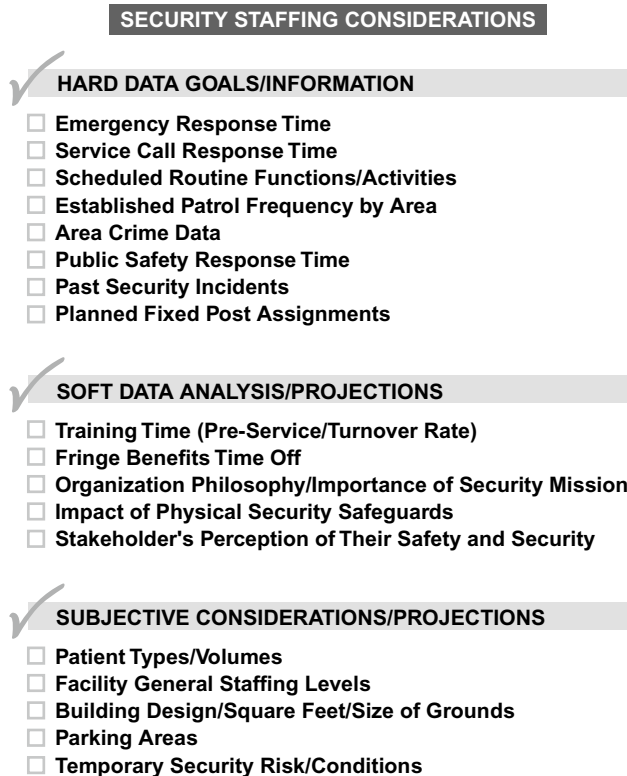 SECURITY STAFFING CONSIDERATIONS
HARD DATA GOALS/INFORMATION
Emergency Response Time
Service Call Response Time
Scheduled Routine Functions/Activities
Established Patrol Frequency by Area
Area Crime Data
Public Safety Response Time
Past Security Incidents
Planned Fixed Post Assignments
SOFT DATA ANALYSIS/PROJECTIONS
Training Time (Pre-Service/Turnover Rate)
Fringe Benefits Time Off
Organization Philosophy/Importance of Security Mission
Impact of Physical Security Safeguards
Stakeholder's Perception of Their Safety and Security
SUBJECTIVE CONSIDERATIONS/PROJECTIONS
Patient Types/Volumes
Facility General Staffing Levels
Building Design/Square Feet/Size of Grounds
Parking Areas
Temporary Security Risk/Conditions